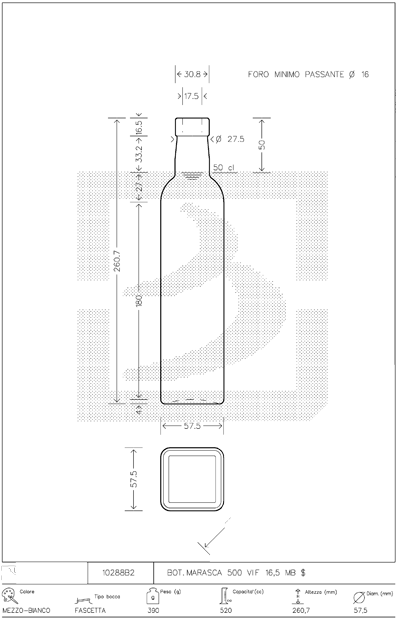 30.8
FORO MINIMO PASSANTE Ø 16
17.5
16.5
Ø 27.5
33.2
50
50 cl
27
260.7
180
4
57.5
57.5
10288B2
BOT. MARASCA 500 VIF 16,5 MB $
Colore
Tipo bocca
Peso (g)
Capacita'(cc)
Altezza (mm)
Diam. (mm)
MEZZO-BIANCO
FASCETTA
390
520
260,7
57,5